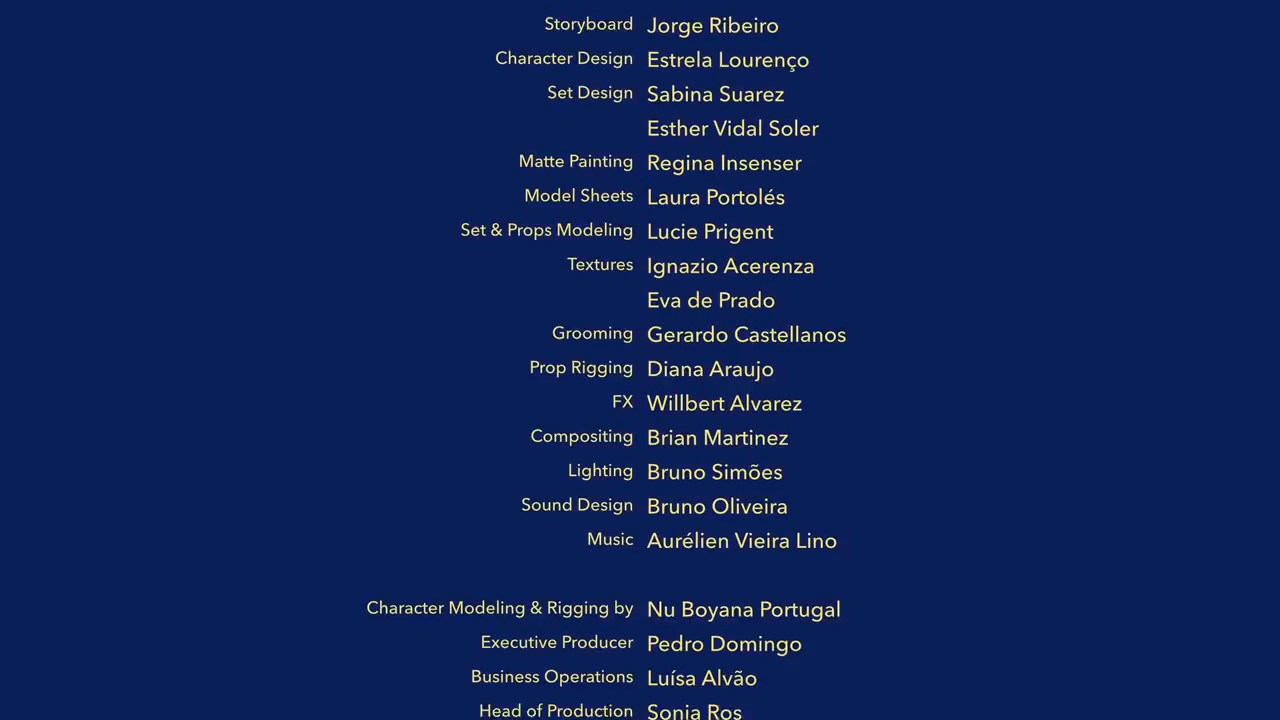 Storyboard Jorge Ribeiro
Character Design Estrela Lourenço
Set Design Sabina Suarez
Esther Vidal Soler
Matte Painting Regina Insenser
Model Sheets Laura Portolés
Set & Props Modeling Lucie Prigent
Textures Ignazio Acerenza
Eva de Prado
Grooming Gerardo Castellanos
Prop Rigging Diana Araujo
FX Willbert Alvarez
Compositing Brian Martinez
Lighting Bruno Simões
Sound Design Bruno Oliveira
Music Aurélien Vieira Lino
Character Modeling & Rigging by Nu Boyana Portugal
Executive Producer Pedro Domingo
Business Operations Luísa Alvão
Head of Production Sonia Ros